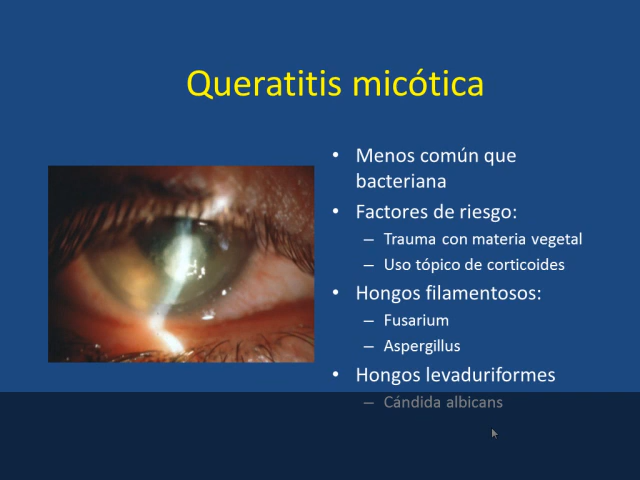 Queratitis micótica
• Menos común que
bacteriana
• Factores de riesgo:
– Trauma con materia vegetal
– Uso tópico de corticoides
• Hongos filamentosos:
– Fusarium
– Aspergillus
• Hongos levaduriformes
– Cándida albicans